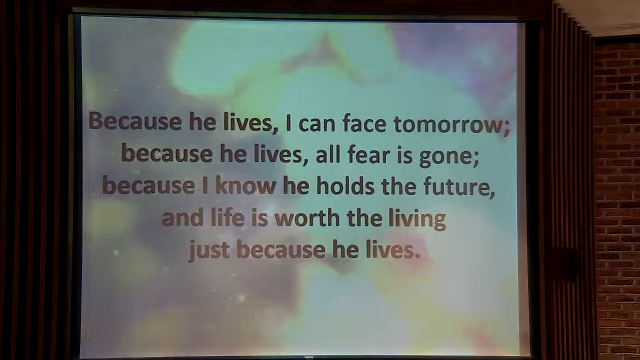 Because he lives, I can face tomorrow;
because he lives, all fear is gone;
because I know he holds the future,
and life is worth the living
just because he lives.